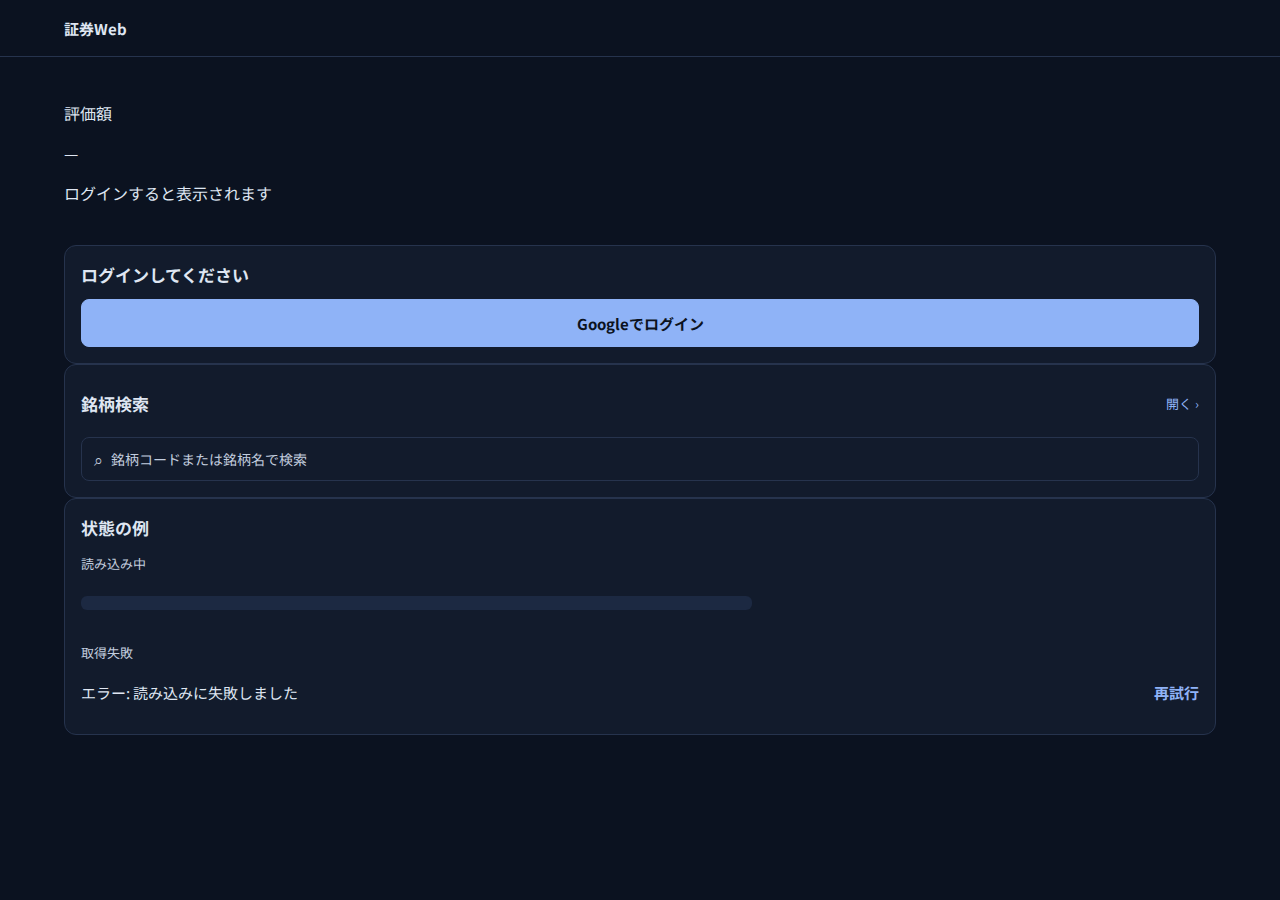 証券Web
評価額
—
ログインすると表示されます
ログインしてください
Googleでログイン
銘柄検索
開く ›
⌕ 銘柄コードまたは銘柄名で検索
状態の例
読み込み中
取得失敗
エラー: 読み込みに失敗しました
再試行